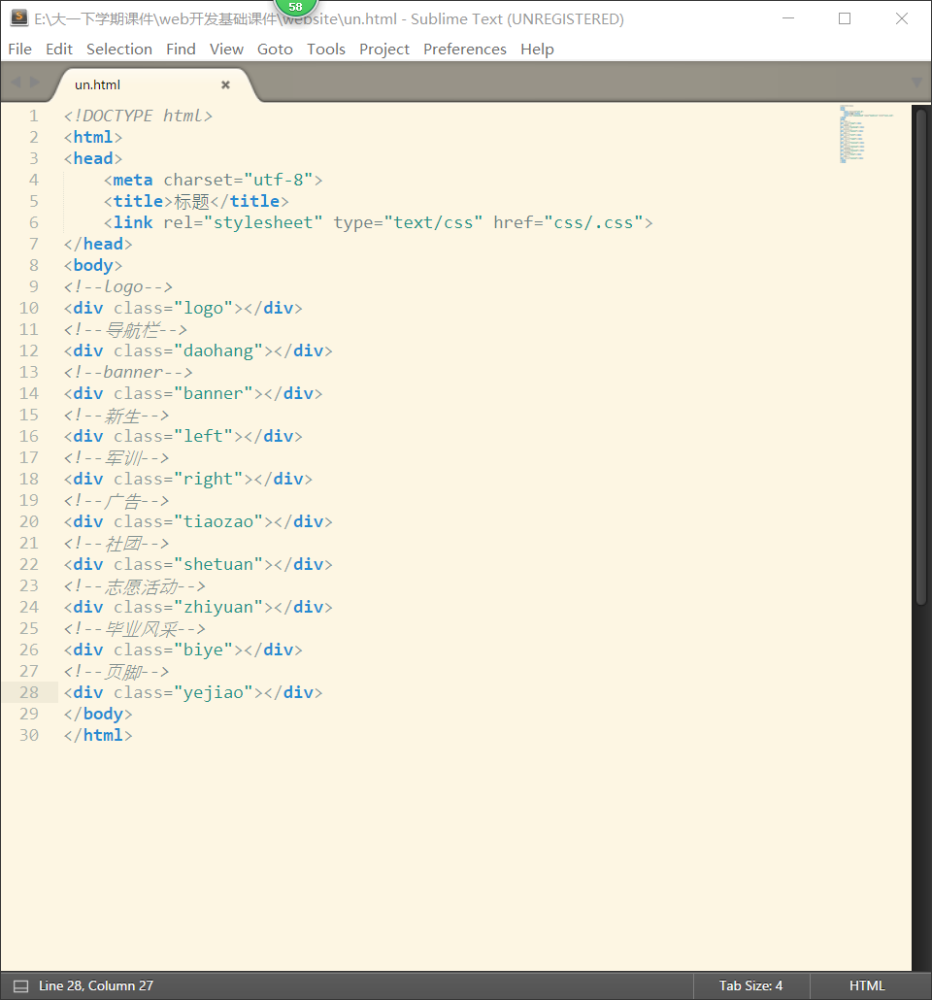 58
E:\大一下学期课件\web开发基础课件\website\un.html - Sublime Text (UNREGISTERED)
File Edit Selection Find View Goto Tools Project Preferences Help
un.html
1 <!DOCTYPE html>
2 <html>
3 <head>
4     <meta charset="utf-8">
5     <title>标题</title>
6     <link rel="stylesheet" type="text/css" href="css/.css">
7 </head>
8 <body>
9 <!--logo-->
10 <div class="logo"></div>
11 <!--导航栏-->
12 <div class="daohang"></div>
13 <!--banner-->
14 <div class="banner"></div>
15 <!--新生-->
16 <div class="left"></div>
17 <!--军训-->
18 <div class="right"></div>
19 <!--广告-->
20 <div class="tiaozao"></div>
21 <!--社团-->
22 <div class="shetuan"></div>
23 <!--志愿活动-->
24 <div class="zhiyuan"></div>
25 <!--毕业风采-->
26 <div class="biye"></div>
27 <!--页脚-->
28 <div class="yejiao"></div>
29 </body>
30 </html>
Line 28, Column 27 Tab Size: 4 HTML